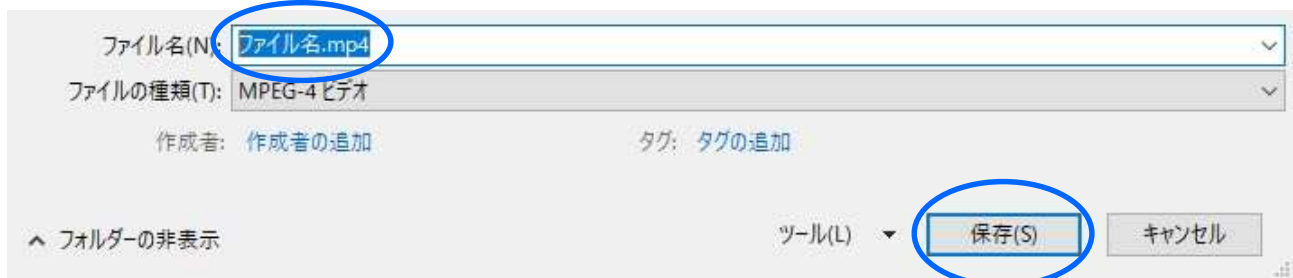 ファイル名(N): ファイル名.mp4
ファイルの種類(T): MPEG-4 ビデオ
作成者: 作成者の追加 タグ: タグの追加
フォルダーの非表示 ツール(L) 保存(S) キャンセル